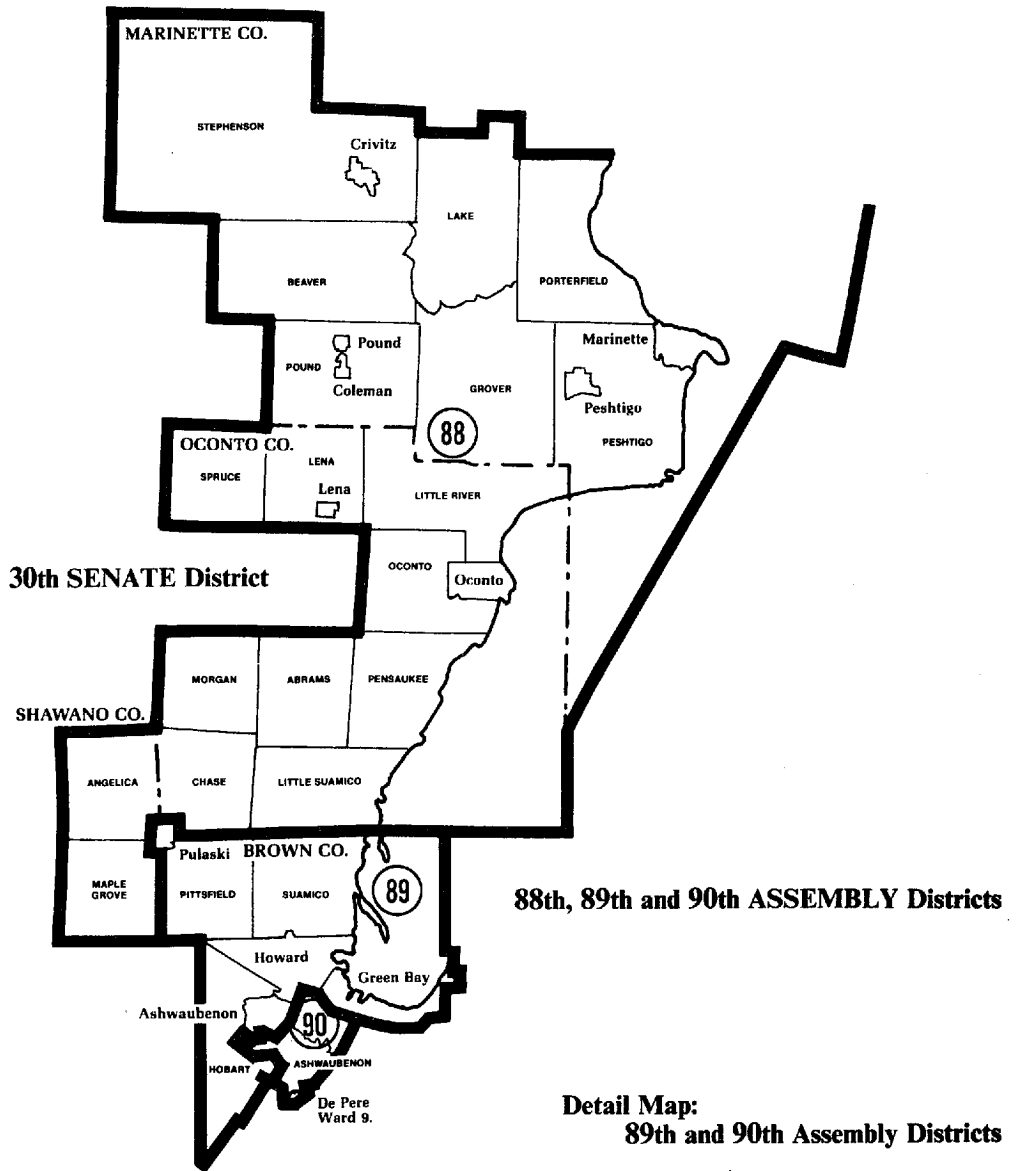 MARINETTE CO.
STEPHENSON
Crivitz
LAKE
BEAVER
PORTERFIELD
Pound
POUND
Coleman
Marinette
GROVER
Peshtigo
PESHTIGO
88
OCONTO CO.
LENA
SPRUCE
Lena
LITTLE RIVER
OCONTO
Oconto
30th SENATE District
MORGAN
ABRAMS
PENSAUKEE
SHAWANO CO.
ANGELICA
CHASE
LITTLE SUAMICO
Pulaski
BROWN CO.
MAPLE
GROVE
PITTSFIELD
SUAMICO
89
88th, 89th and 90th ASSEMBLY Districts
Howard
Green Bay
Ashwaubenon
90
HOBART
ASHWAUBENON
De Pere
Ward 9.
Detail Map:
89th and 90th Assembly Districts